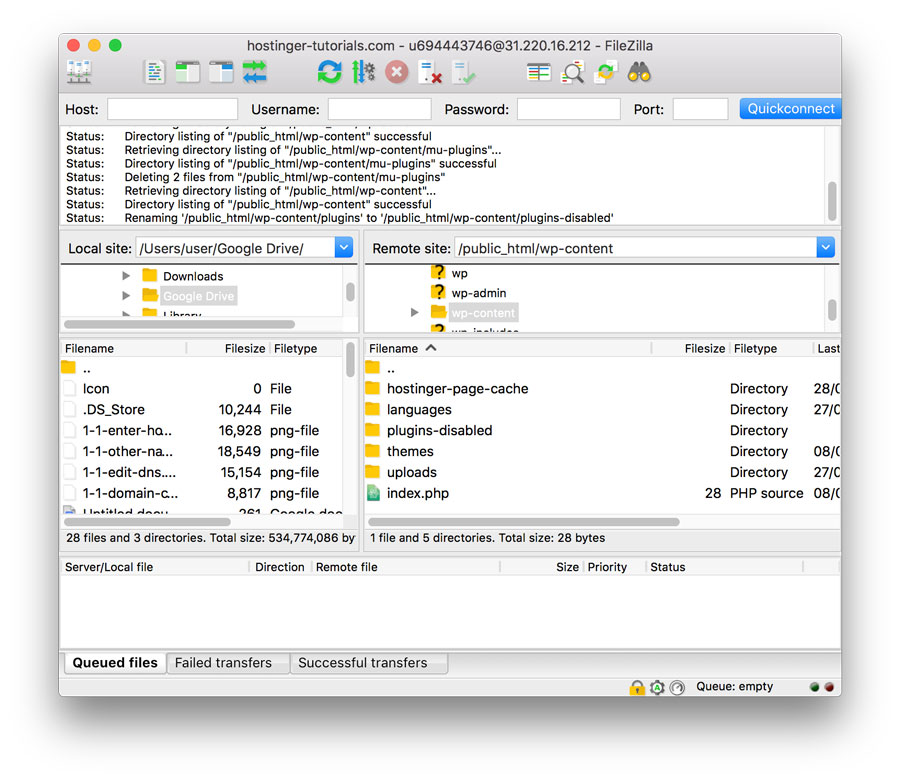 hostinger-tutorials.com - u694443746@31.220.16.212 - FileZilla
Host: Username: Password: Port: Quickconnect
Status: Directory listing of "/public_html/wp-content" successful
Status: Retrieving directory listing of "/public_html/wp-content/mu-plugins"...
Status: Directory listing of "/public_html/wp-content/mu-plugins" successful
Status: Deleting 2 files from "/public_html/wp-content/mu-plugins"
Status: Retrieving directory listing of "/public_html/wp-content"...
Status: Directory listing of "/public_html/wp-content" successful
Status: Renaming '/public_html/wp-content/plugins' to '/public_html/wp-content/plugins-disabled'
Local site: /Users/user/Google Drive/
Downloads
Google Drive
Library
Remote site: /public_html/wp-content
? wp
? wp-admin
wp-content
? wp-includes
Filename Filesize Filetype
..
Icon 0 File
.DS_Store 10,244 File
1-1-enter-ho... 16,928 png-file
1-1-other-na... 18,549 png-file
1-1-edit-dns.... 15,154 png-file
1-1-domain-c... 8,817 png-file
Untitled docu... 261 Google doc
28 files and 3 directories. Total size: 534,774,086 by
Filename Filesize Filetype Last
..
hostinger-page-cache Directory 28/0
languages Directory 27/0
plugins-disabled Directory
themes Directory 08/0
uploads Directory 27/0
index.php 28 PHP source 08/0
1 file and 5 directories. Total size: 28 bytes
Server/Local file Direction Remote file Size Priority Status
Queued files Failed transfers Successful transfers
Queue: empty